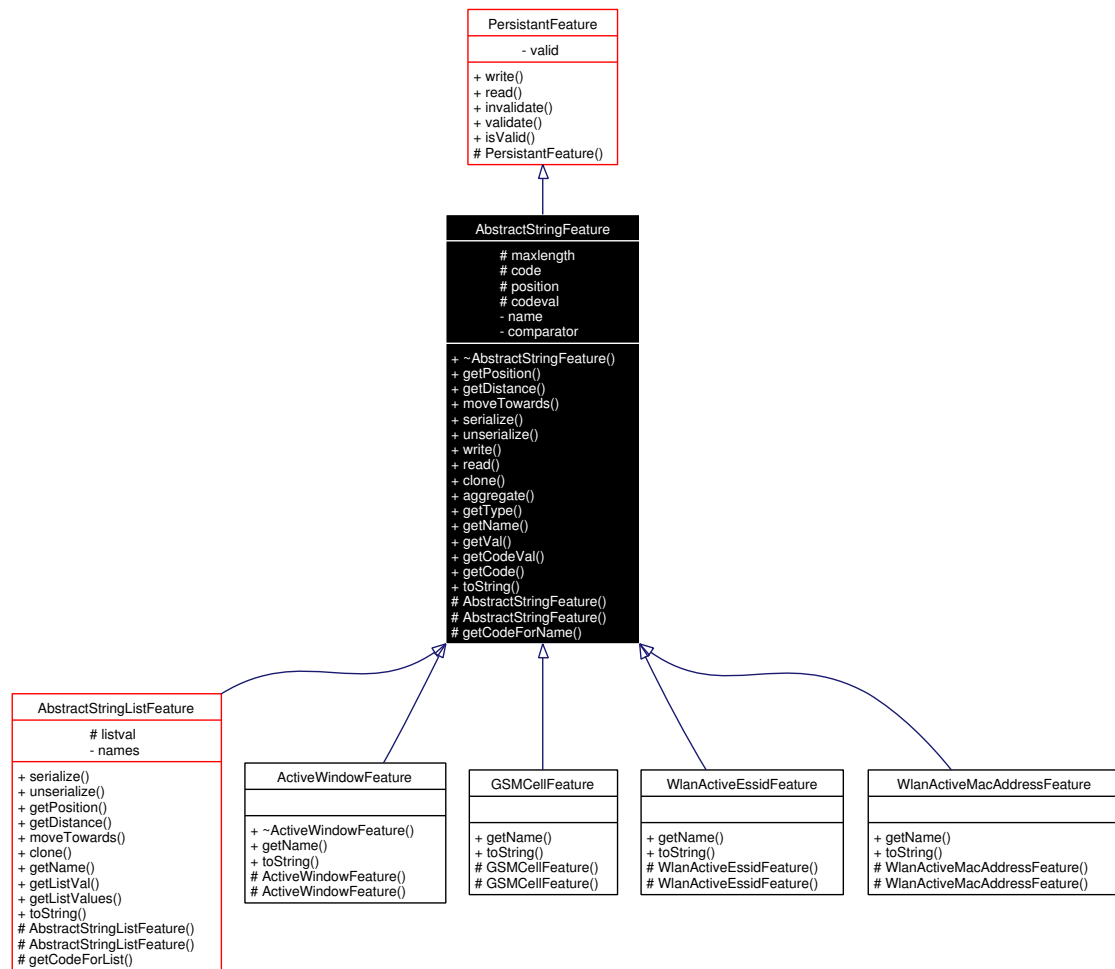 PersistantFeature
- valid
+ write()
+ read()
+ invalidate()
+ validate()
+ isValid()
# PersistantFeature()
AbstractStringFeature
# maxlength
# code
# position
# codeval
- name
- comparator
+ ~AbstractStringFeature()
+ getPosition()
+ getDistance()
+ moveTowards()
+ serialize()
+ unserialize()
+ write()
+ read()
+ clone()
+ aggregate()
+ getType()
+ getName()
+ getVal()
+ getCodeVal()
+ getCode()
+ toString()
# AbstractStringFeature()
# AbstractStringFeature()
# getCodeForName()
AbstractStringListFeature
# listval
- names
+ serialize()
+ unserialize()
+ getPosition()
+ getDistance()
+ moveTowards()
+ clone()
+ getName()
+ getListVal()
+ getListValues()
+ toString()
# AbstractStringListFeature()
# AbstractStringListFeature()
# getCodeForList()
ActiveWindowFeature
+ ~ActiveWindowFeature()
+ getName()
+ toString()
# ActiveWindowFeature()
# ActiveWindowFeature()
GSMCellFeature
+ getName()
+ toString()
# GSMCellFeature()
# GSMCellFeature()
WlanActiveEssidFeature
+ getName()
+ toString()
# WlanActiveEssidFeature()
# WlanActiveEssidFeature()
WlanActiveMacAddressFeature
+ getName()
+ toString()
# WlanActiveMacAddressFeature()
# WlanActiveMacAddressFeature()